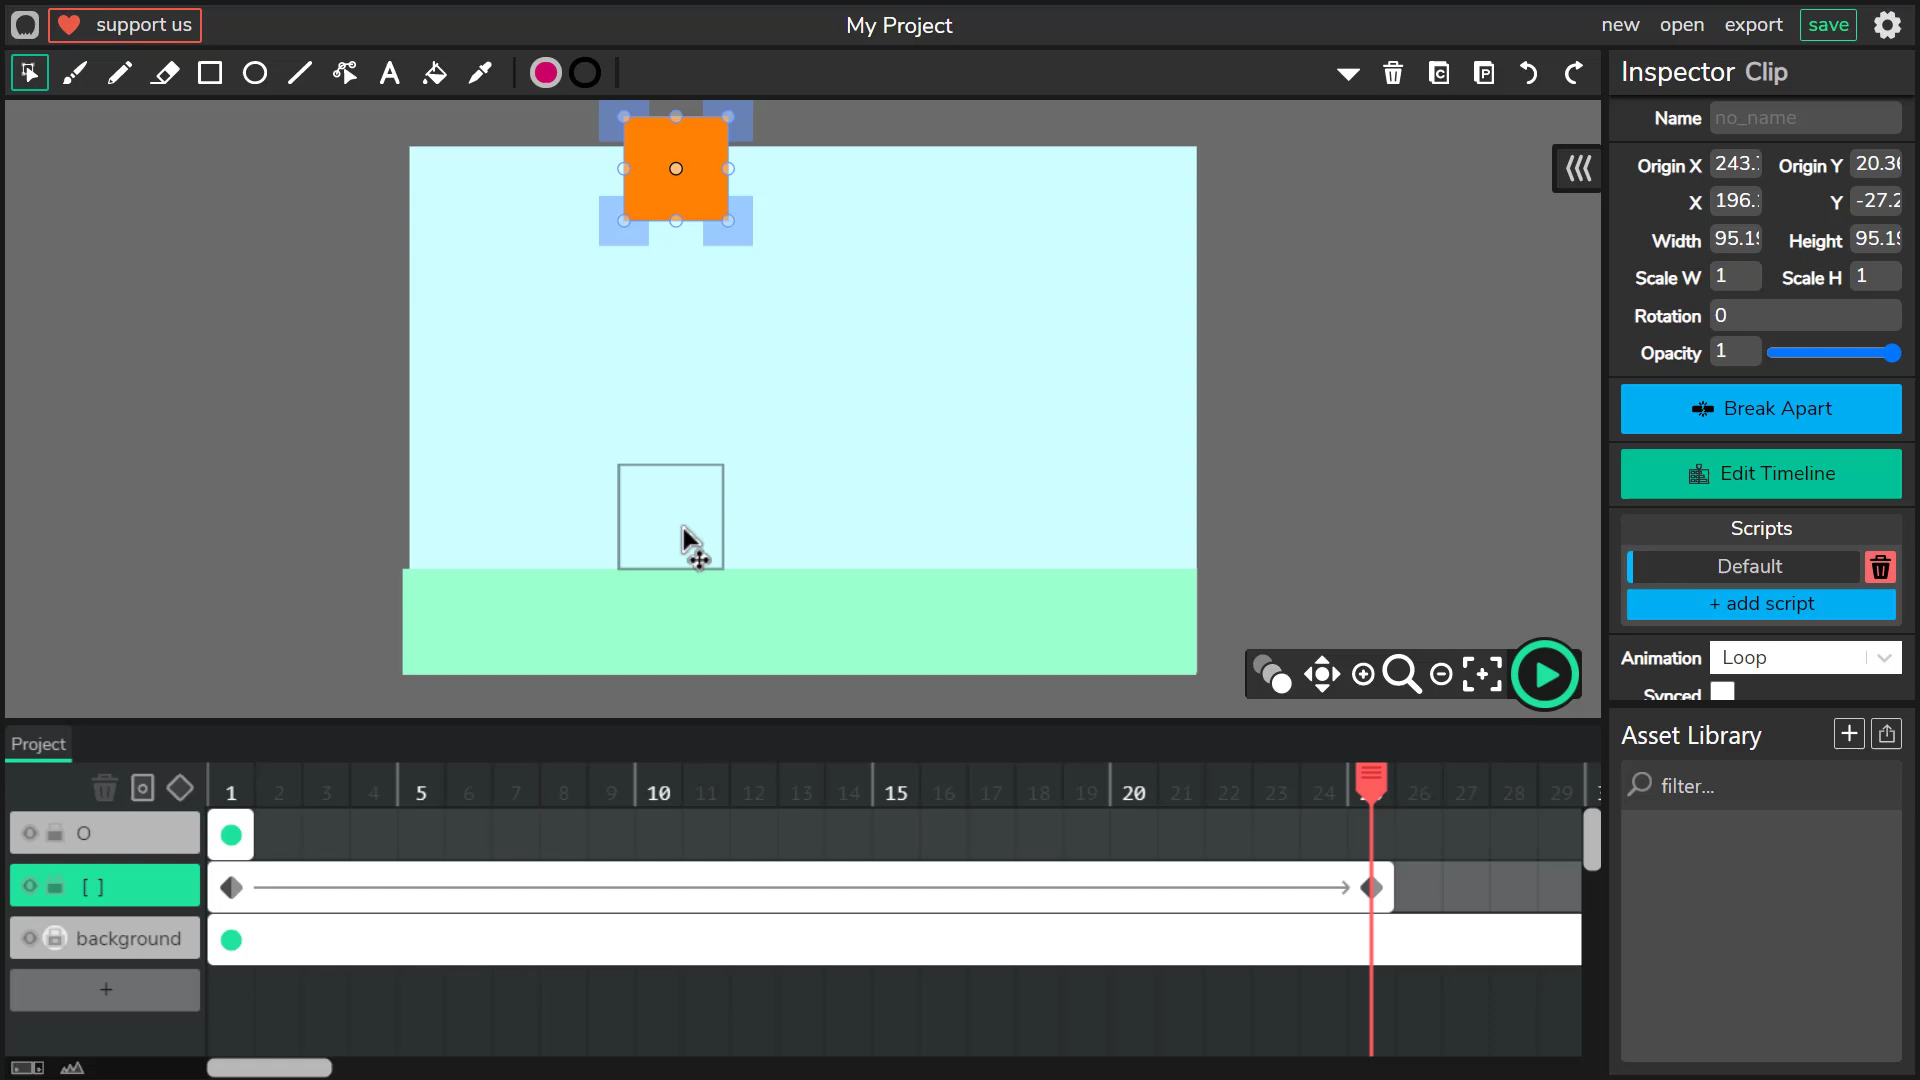 support us
My Project
new open export save
Inspector Clip
Name no_name
Origin X 243. Origin Y 20.36
X 196. Y -27.2
Width 95.19 Height 95.19
Scale W 1 Scale H 1
Rotation 0
Opacity 1
Break Apart
Edit Timeline
Scripts
Default
+ add script
Animation Loop
Synced
Project
1 2 3 4 5 6 7 8 9 10 11 12 13 14 15 16 17 18 19 20 21 22 23 24 26 27 28 29
O
[ ]
background
+
Asset Library
filter...